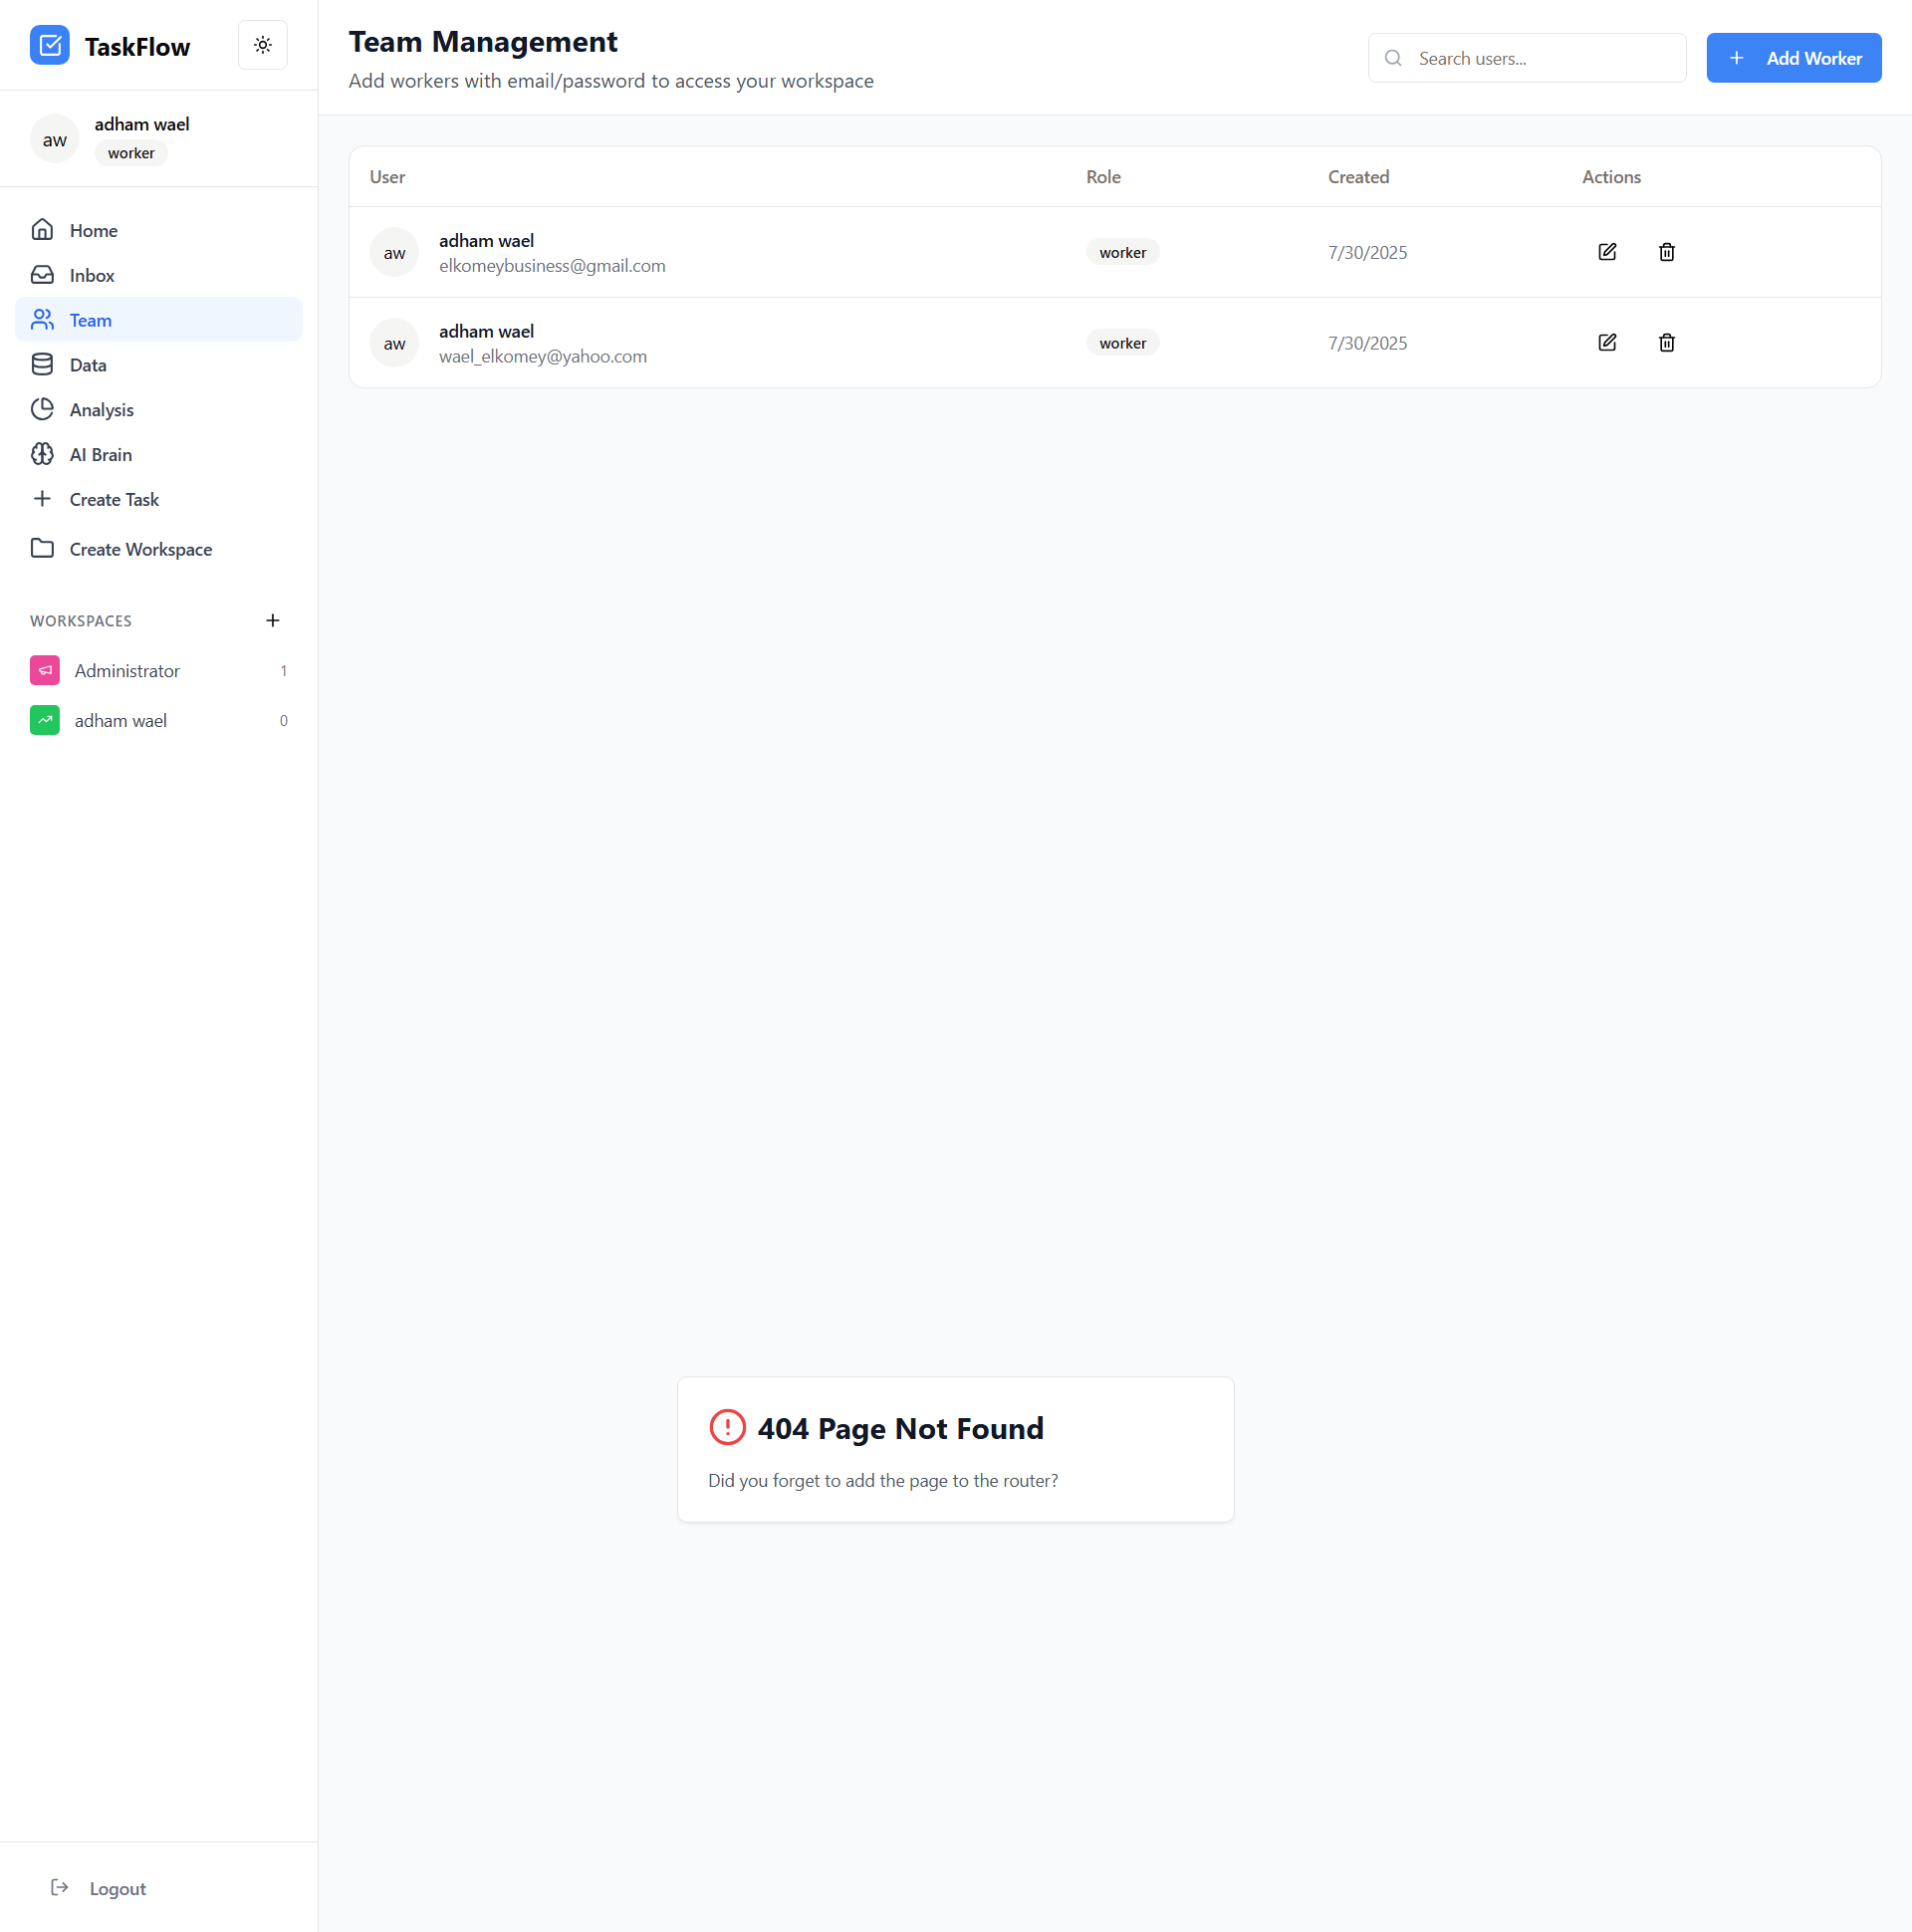 TaskFlow
aw
adham wael
worker
Home
Inbox
Team
Data
Analysis
AI Brain
Create Task
Create Workspace
WORKSPACES
Administrator 1
adham wael 0
Logout
Team Management
Add workers with email/password to access your workspace
Search users...
Add Worker
User Role Created Actions
aw
adham wael
elkomeybusiness@gmail.com
worker
7/30/2025
aw
adham wael
wael_elkomey@yahoo.com
worker
7/30/2025
404 Page Not Found
Did you forget to add the page to the router?